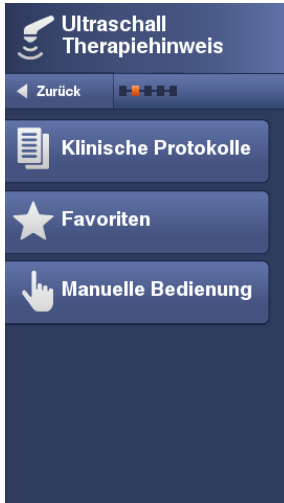 Ultraschall
Therapiehinweis
Zurück
Klinische Protokolle
Favoriten
Manuelle Bedienung